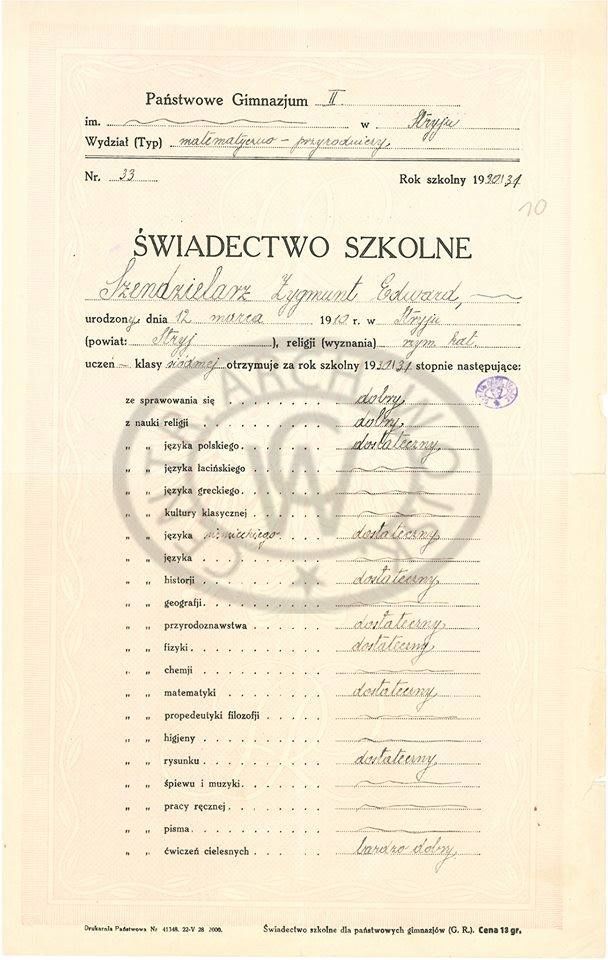 Państwowe Gimnazjum II
im. w Stryju
Wydział (Typ) matematyczno – przyrodniczy
Nr. 33 Rok szkolny 1930/31
10
ŚWIADECTWO SZKOLNE
Szendzielarz Zygmunt Edward,
urodzony, dnia 12 marca 1910 r. w Stryju
(powiat: Stryj ), religii (wyznania) rzym. kat.
uczeń klasy siódmej otrzymuje za rok szkolny 1930/31 stopnie następujące:
ze sprawowania się dobry,
z nauki religii dobry,
„ „ języka polskiego dostateczny,
„ „ języka łacińskiego
„ „ języka greckiego
„ „ kultury klasycznej
„ „ języka niemieckiego dostateczny,
„ „ języka
„ „ historji dostateczny,
„ „ geografji
„ „ przyrodoznawstwa dostateczny,
„ „ fizyki dostateczny,
„ „ chemji
„ „ matematyki dostateczny,
„ „ propedeutyki filozofji
„ „ higjeny
„ „ rysunku dostateczny,
„ „ śpiewu i muzyki
„ „ pracy ręcznej
„ „ pisma
„ „ ćwiczeń cielesnych bardzo dobry,
Drukarnia Państwowa Nr 41348. 22-V 28 2000. Świadectwo szkolne dla państwowych gimnazjów (G. R.). Cena 13 gr.